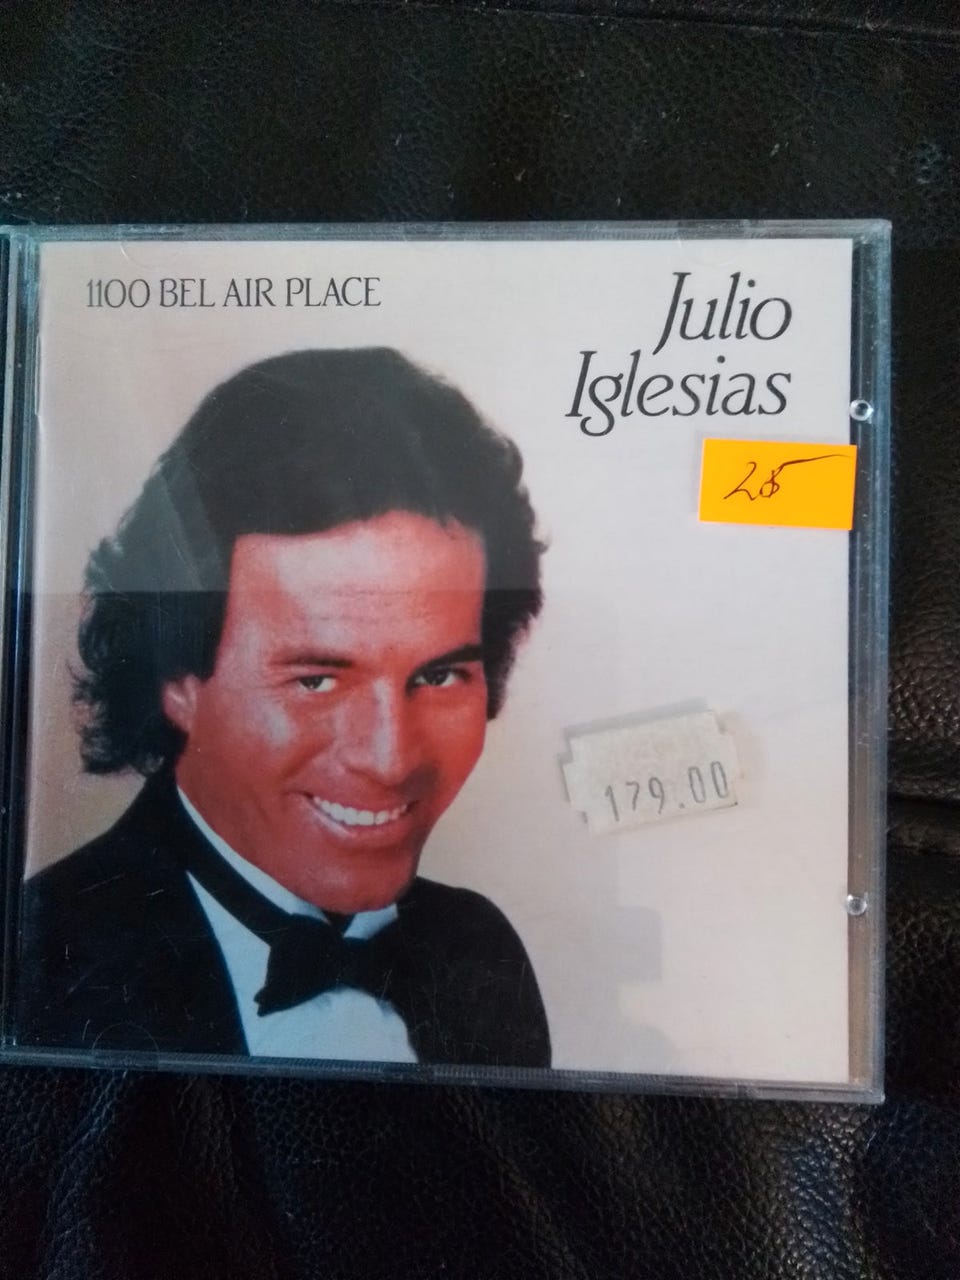 1100 BEL AIR PLACE
Julio
Iglesias
25
179.00